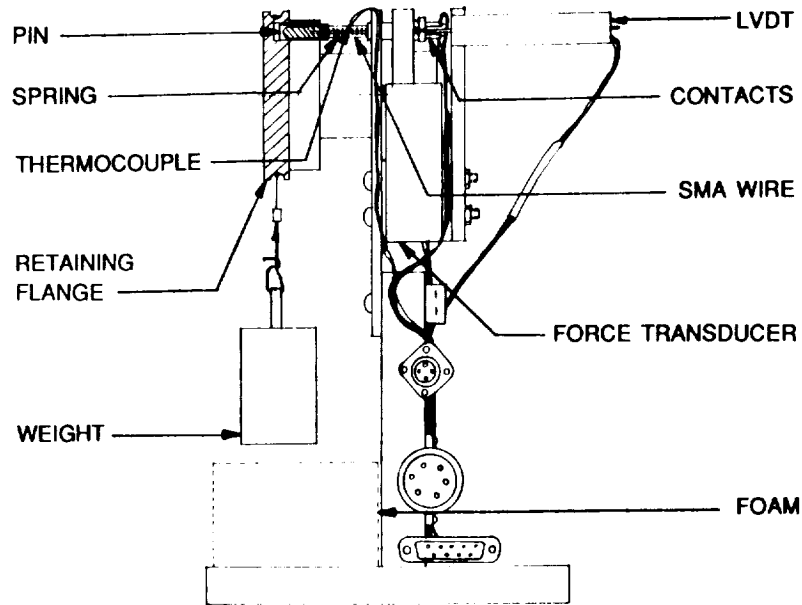 PIN
SPRING
THERMOCOUPLE
RETAINING
FLANGE
WEIGHT
LVDT
CONTACTS
SMA WIRE
FORCE TRANSDUCER
FOAM